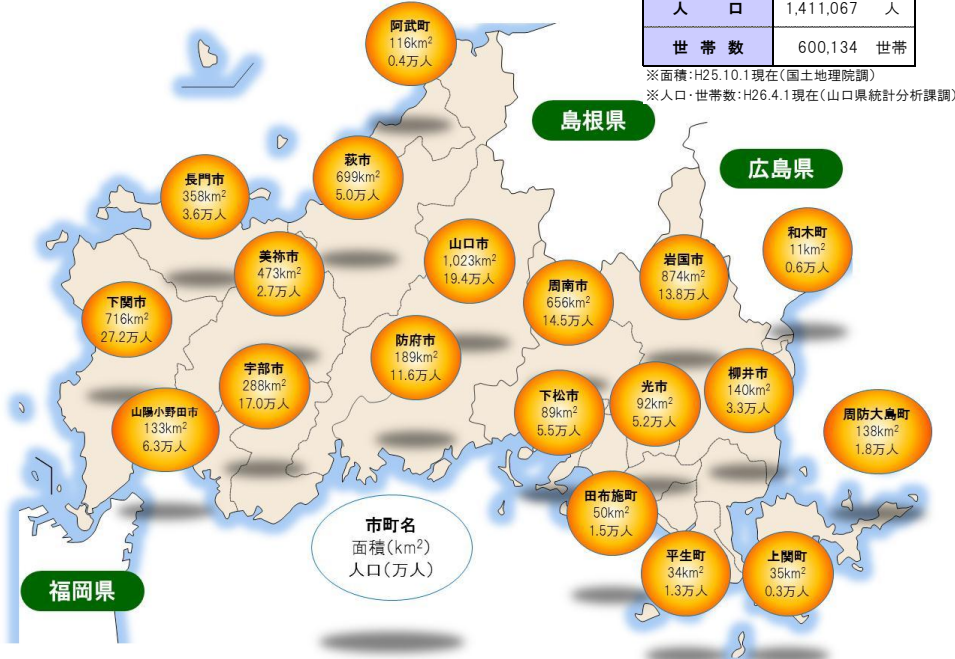 人　口　1,411,067　人
世帯数　600,134　世帯
※面積：H25.10.1現在（国土地理院調）
※人口・世帯数：H26.4.1現在（山口県統計分析課調）
阿武町
116km²
0.4万人
島根県
広島県
萩市
699km²
5.0万人
長門市
358km²
3.6万人
美祢市
473km²
2.7万人
山口市
1,023km²
19.4万人
周南市
656km²
14.5万人
岩国市
874km²
13.8万人
和木町
11km²
0.6万人
下関市
716km²
27.2万人
防府市
189km²
11.6万人
宇部市
288km²
17.0万人
山陽小野田市
133km²
6.3万人
下松市
89km²
5.5万人
光市
92km²
5.2万人
柳井市
140km²
3.3万人
周防大島町
138km²
1.8万人
田布施町
50km²
1.5万人
平生町
34km²
1.3万人
上関町
35km²
0.3万人
市町名
面積（km²）
人口（万人）
福岡県